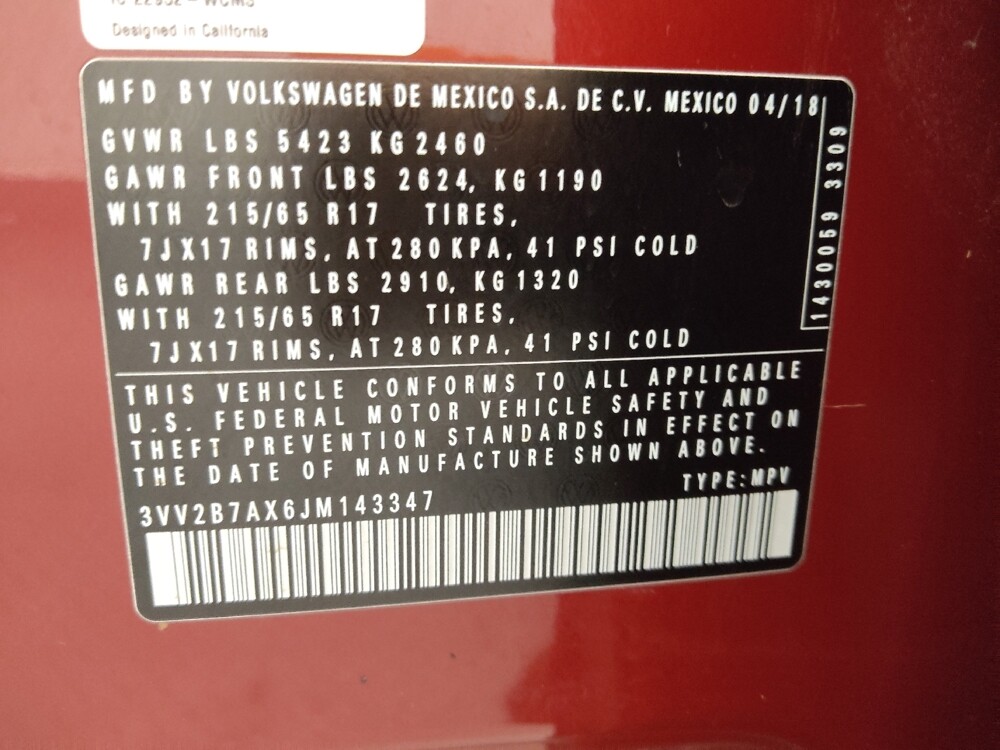 Designed in California
MFD BY VOLKSWAGEN DE MEXICO S.A. DE C.V. MEXICO 04/18
GVWR LBS 5423 KG 2460
GAWR FRONT LBS 2624, KG 1190
WITH 215/65 R17 TIRES,
7JX17 RIMS, AT 280 KPA, 41 PSI COLD
GAWR REAR LBS 2910, KG 1320
WITH 215/65 R17 TIRES,
7JX17 RIMS, AT 280 KPA, 41 PSI COLD
1430059 3309
THIS VEHICLE CONFORMS TO ALL APPLICABLE
U.S. FEDERAL MOTOR VEHICLE SAFETY AND
THEFT PREVENTION STANDARDS IN EFFECT ON
THE DATE OF MANUFACTURE SHOWN ABOVE.
TYPE:MPV
3VV2B7AX6JM143347